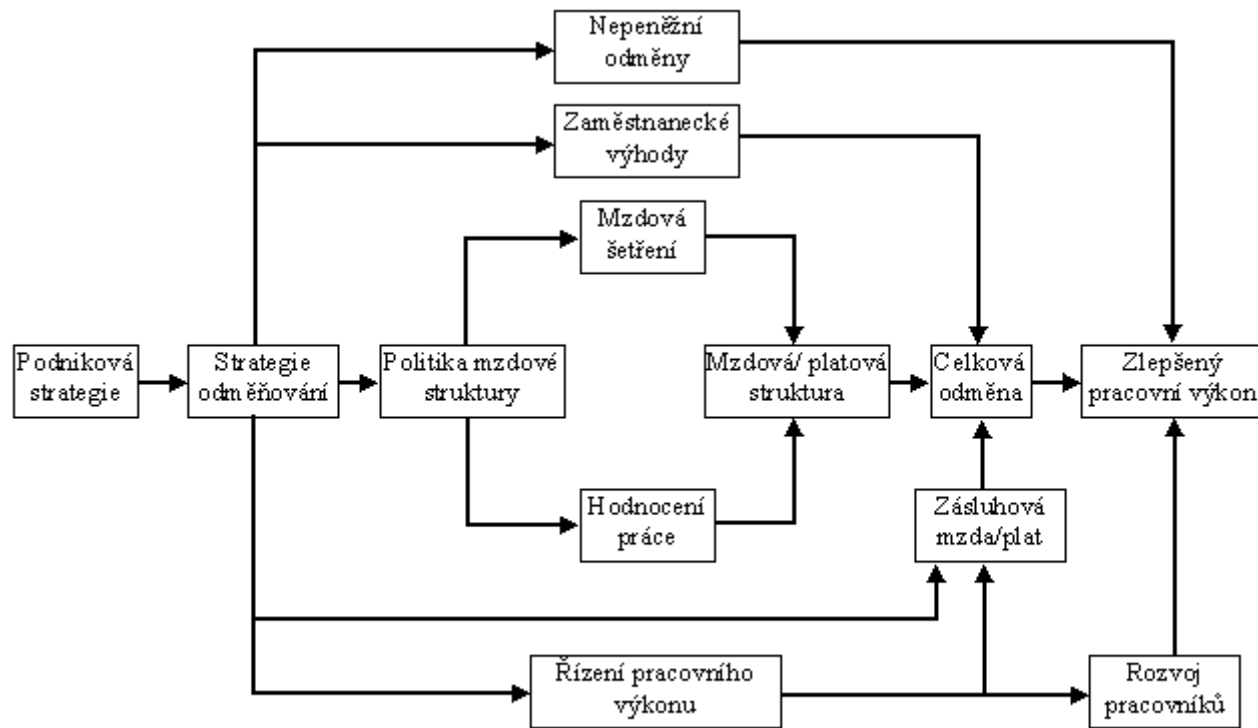 Nepeněžní
odměny
Zaměstnanecké
výhody
Mzdová
šetření
Podniková
strategie
Strategie
odměňování
Politika mzdové
struktury
Mzdová/ platová
struktura
Celková
odměna
Zlepšený
pracovní výkon
Hodnocení
práce
Zásluhová
mzda/plat
Řízení pracovního
výkonu
Rozvoj
pracovníků